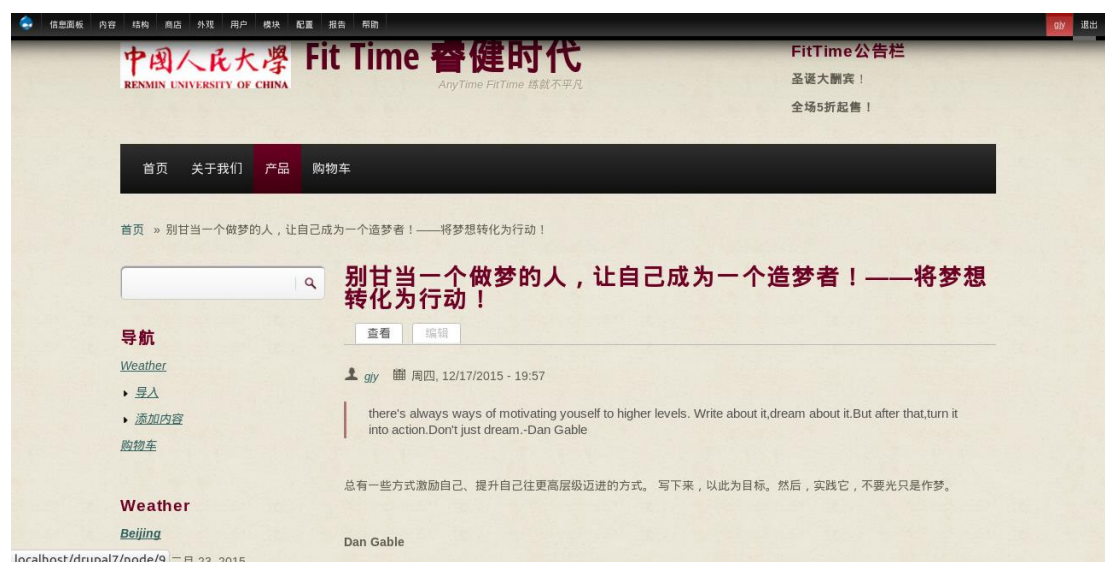 信息面板 内容 结构 商店 外观 用户 模块 配置 报告 帮助 gjy 退出
中國人民大學 Fit Time 睿健时代 FitTime公告栏
RENMIN UNIVERSITY OF CHINA AnyTime FitTime 练就不平凡
圣诞大酬宾！
全场5折起售！
首页 关于我们 产品 购物车
首页 » 别甘当一个做梦的人，让自己成为一个造梦者！——将梦想转化为行动！
别甘当一个做梦的人，让自己成为一个造梦者！——将梦想
转化为行动！
查看 编辑
gjy 周四, 12/17/2015 - 19:57
there's always ways of motivating youself to higher levels. Write about it,dream about it.But after that,turn it
into action.Don't just dream.-Dan Gable
总有一些方式激励自己、提升自己往更高层级迈进的方式。 写下来，以此为目标。然后，实践它，不要光只是作梦。
Dan Gable
导航
Weather
导入
添加内容
购物车
Weather
Beijing
localhost/drupal7/node/9 二月 23, 2015